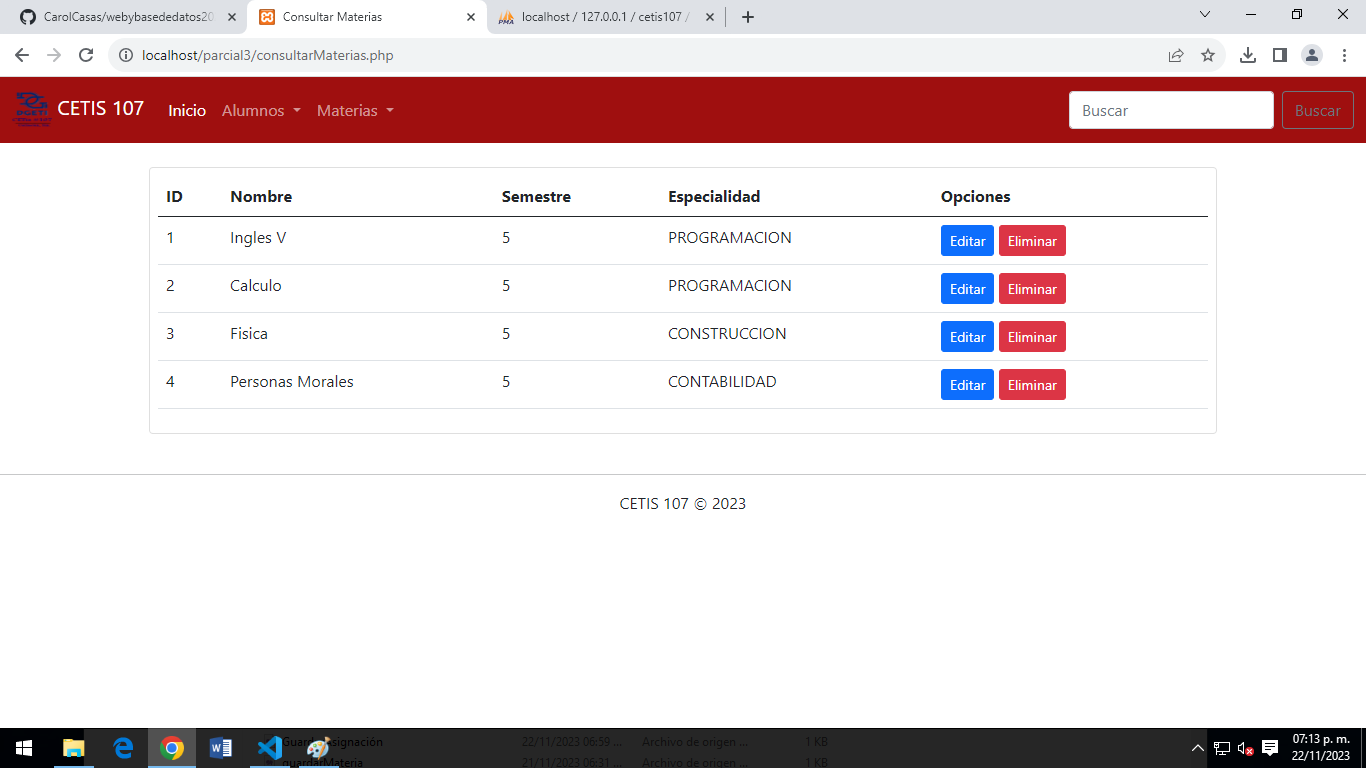 CarolCasas/webybasededatos20
Consultar Materias
localhost / 127.0.0.1 / cetis107 /
localhost/parcial3/consultarMaterias.php
CETIS 107 Inicio Alumnos Materias Buscar Buscar
ID Nombre Semestre Especialidad Opciones
1 Ingles V 5 PROGRAMACION Editar Eliminar
2 Calculo 5 PROGRAMACION Editar Eliminar
3 Fisica 5 CONSTRUCCION Editar Eliminar
4 Personas Morales 5 CONTABILIDAD Editar Eliminar
CETIS 107 © 2023
22/11/2023 06:59 ... Archivo de origen ... 1 KB
guardarMateria 21/11/2023 06:31 ... Archivo de origen ... 1 KB
07:13 p. m.
22/11/2023